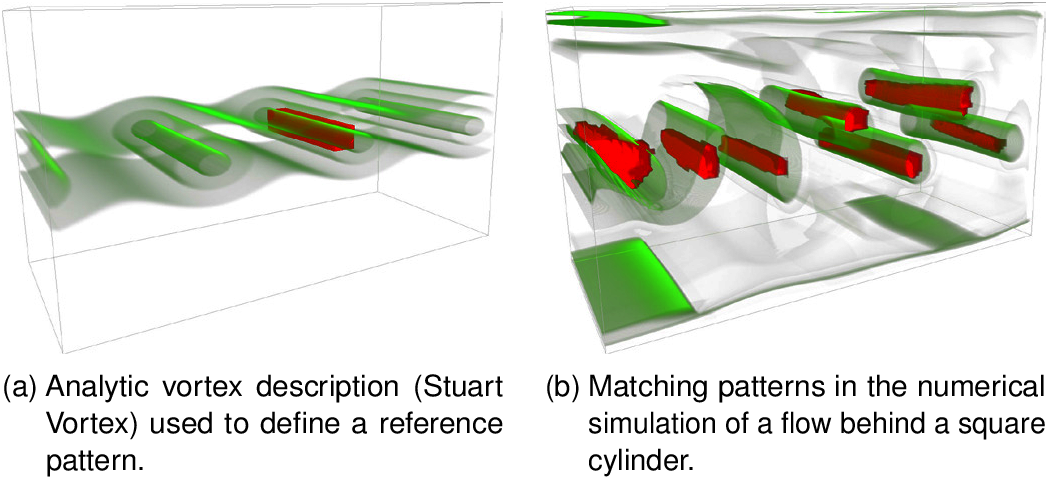 (a) Analytic vortex description (Stuart
Vortex) used to define a reference
pattern.
(b) Matching patterns in the numerical
simulation of a flow behind a square
cylinder.